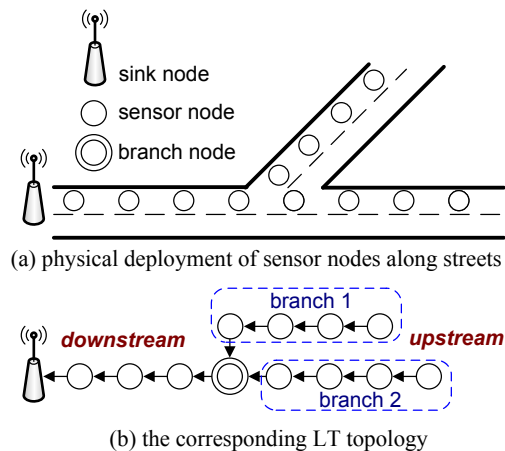 sink node
sensor node
branch node
(a) physical deployment of sensor nodes along streets
branch 1
downstream
upstream
branch 2
(b) the corresponding LT topology